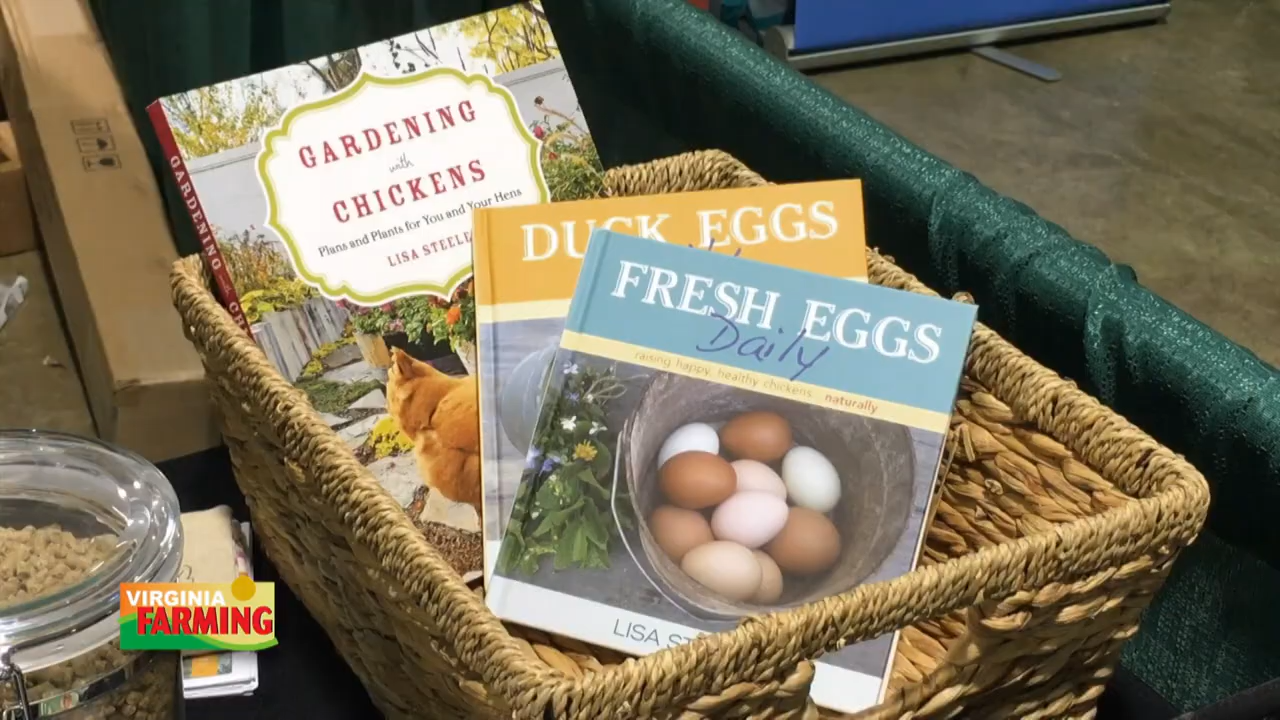 GARDENING
with
CHICKENS
Plans and Plants for You and Your Hens
LISA STEELE
GARDENING
DUCK EGGS
FRESH EGGS
Daily
raising happy, healthy chickens... naturally
LISA
VIRGINIA
FARMING